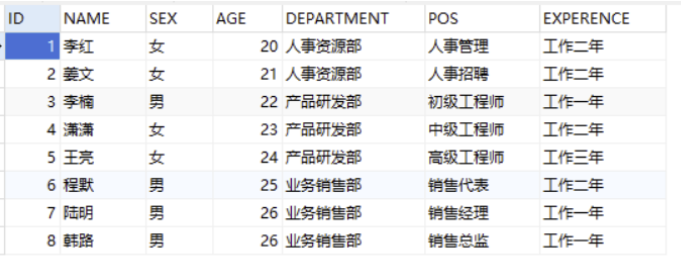 ID NAME SEX AGE DEPARTMENT POS EXPERENCE
1 李红 女 20 人事资源部 人事管理 工作二年
2 姜文 女 21 人事资源部 人事招聘 工作二年
3 李楠 男 22 产品研发部 初级工程师 工作一年
4 潇潇 女 23 产品研发部 中级工程师 工作二年
5 王亮 女 24 产品研发部 高级工程师 工作三年
6 程默 男 25 业务销售部 销售代表 工作二年
7 陆明 男 26 业务销售部 销售经理 工作一年
8 韩路 男 26 业务销售部 销售总监 工作一年